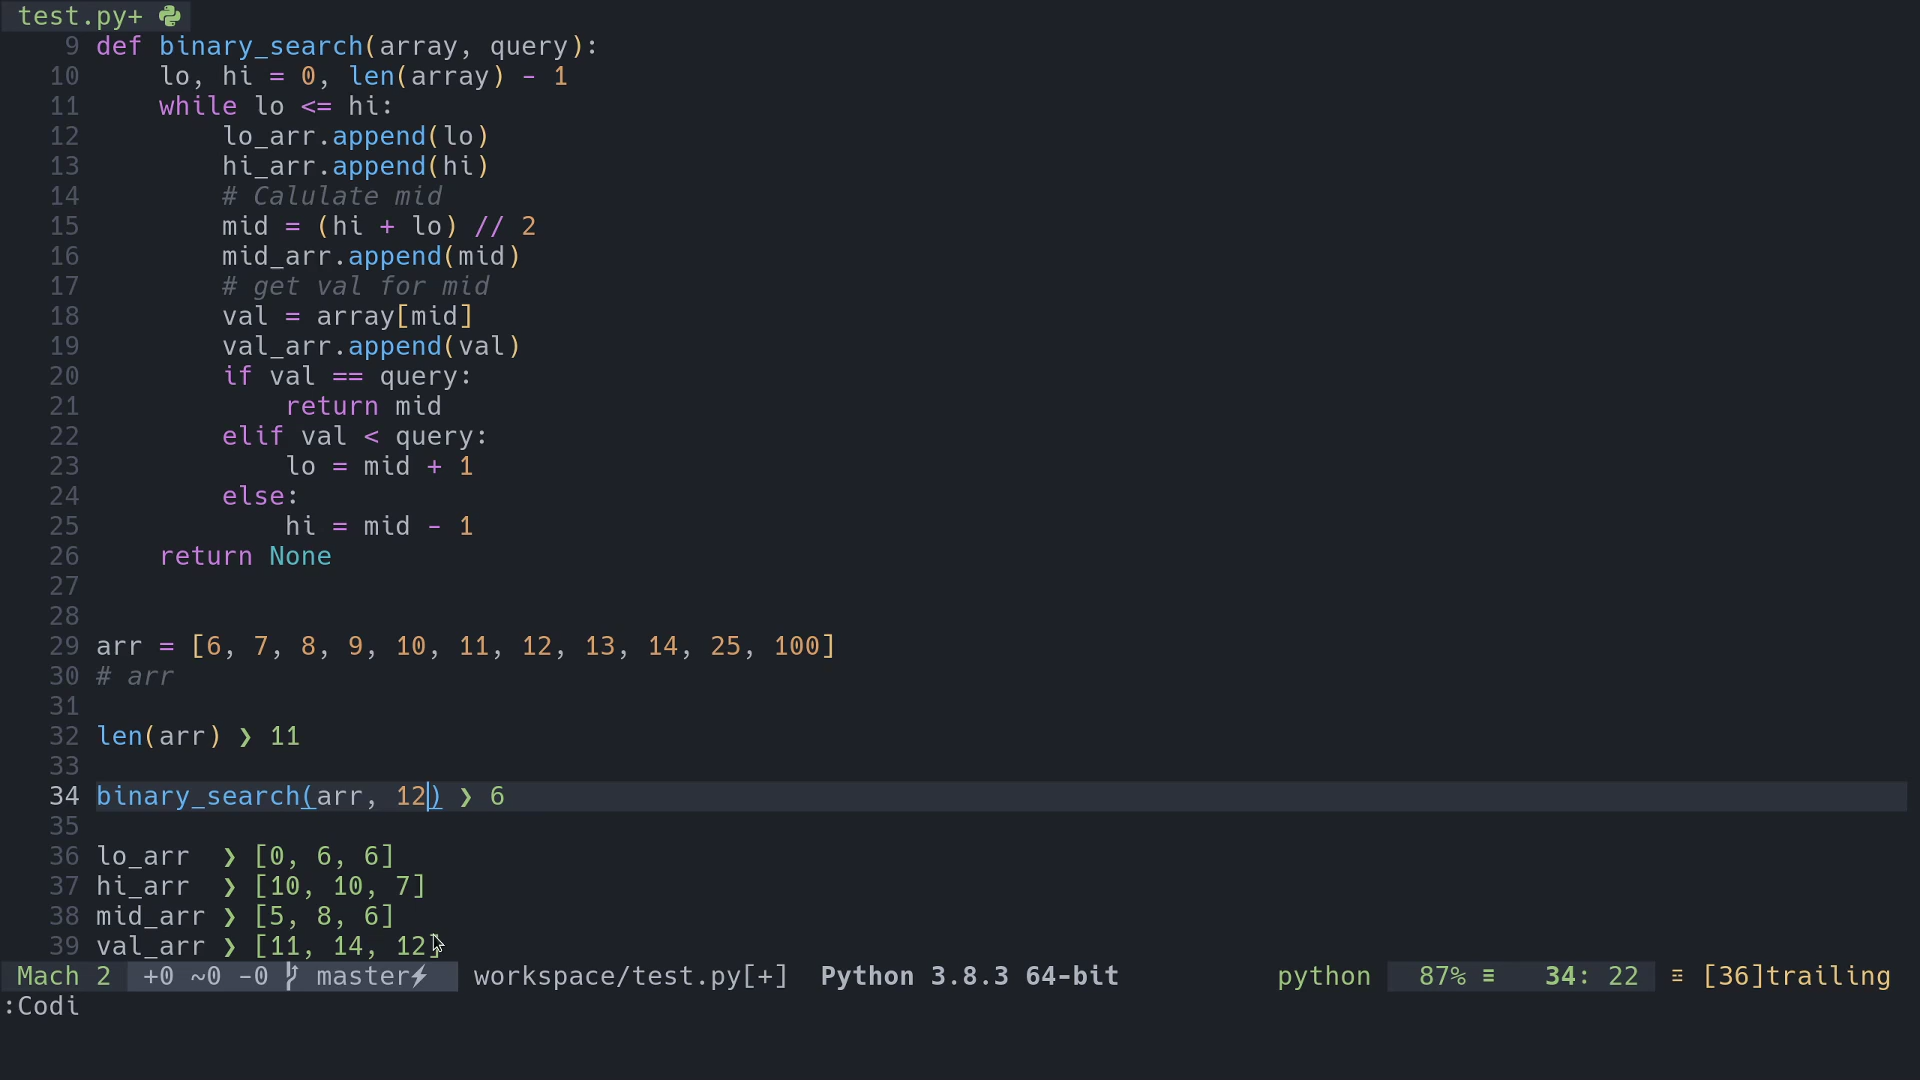 test.py+
9 def binary_search(array, query):
10     lo, hi = 0, len(array) - 1
11     while lo <= hi:
12         lo_arr.append(lo)
13         hi_arr.append(hi)
14         # Calulate mid
15         mid = (hi + lo) // 2
16         mid_arr.append(mid)
17         # get val for mid
18         val = array[mid]
19         val_arr.append(val)
20         if val == query:
21             return mid
22         elif val < query:
23             lo = mid + 1
24         else:
25             hi = mid - 1
26     return None
27
28
29 arr = [6, 7, 8, 9, 10, 11, 12, 13, 14, 25, 100]
30 # arr
31
32 len(arr) ❯ 11
33
34 binary_search(arr, 12) ❯ 6
35
36 lo_arr  ❯ [0, 6, 6]
37 hi_arr  ❯ [10, 10, 7]
38 mid_arr ❯ [5, 8, 6]
39 val_arr ❯ [11, 14, 12]
Mach 2 +0 ~0 -0 master⚡ workspace/test.py[+] Python 3.8.3 64-bit python 87% ≡ 34: 22 ≡ [36]trailing
:Codi